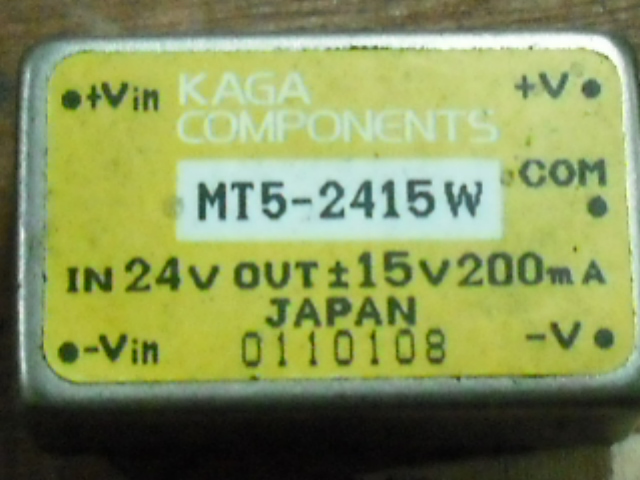 +Vin
KAGA
COMPONENTS
+V
COM
MT5-2415W
IN 24V OUT ±15V 200mA
JAPAN
-Vin
0110108
-V